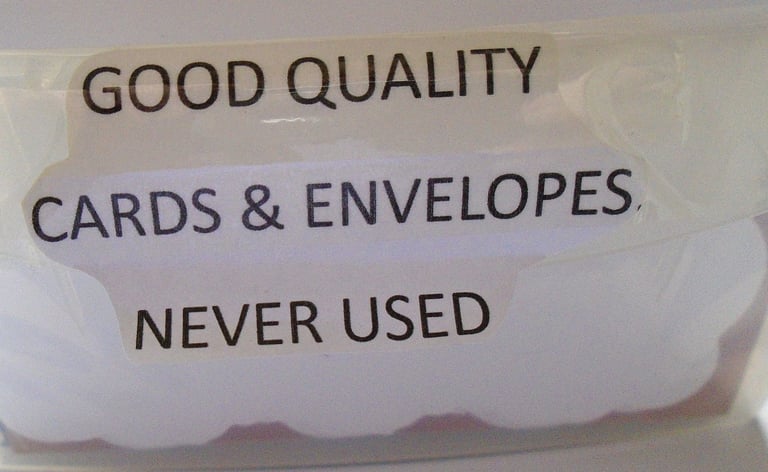 GOOD QUALITY
CARDS & ENVELOPES.
NEVER USED